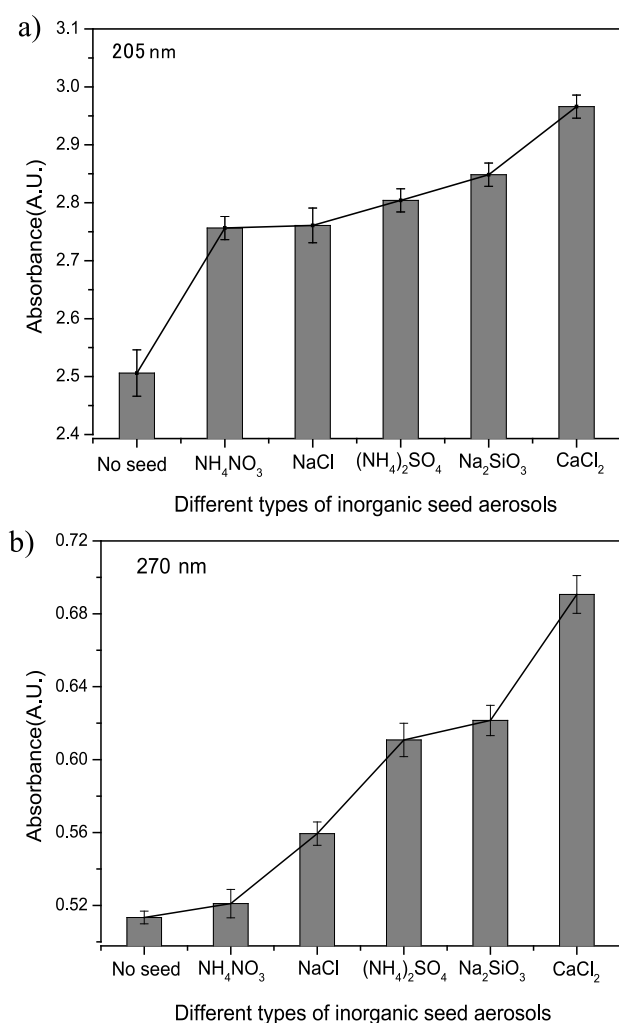 a)
205 nm
Absorbance(A.U.)
3.1
3.0
2.9
2.8
2.7
2.6
2.5
2.4
No seed NH₄NO₃ NaCl (NH₄)₂SO₄ Na₂SiO₃ CaCl₂
Different types of inorganic seed aerosols
b)
270 nm
Absorbance(A.U.)
0.72
0.68
0.64
0.60
0.56
0.52
No seed NH₄NO₃ NaCl (NH₄)₂SO₄ Na₂SiO₃ CaCl₂
Different types of inorganic seed aerosols